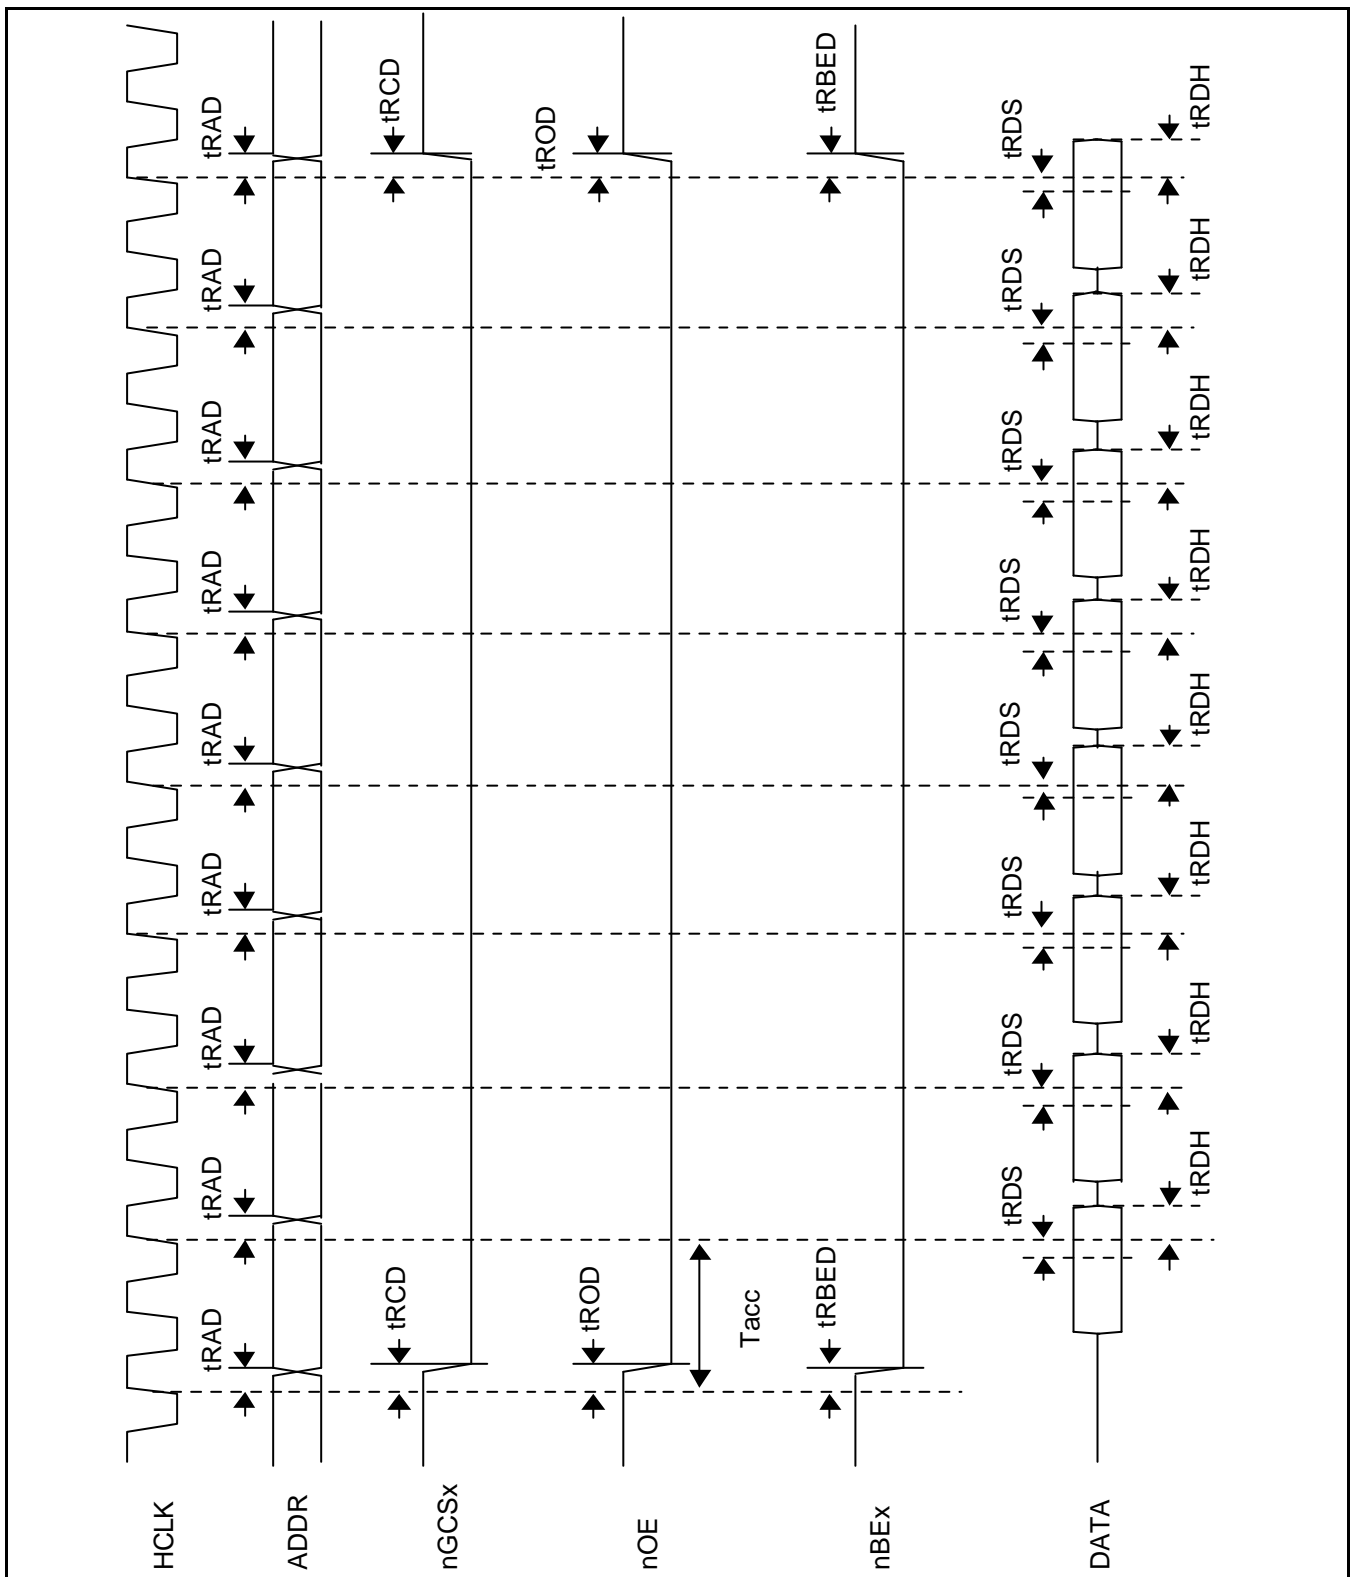 HCLK
tRAD tRAD tRAD tRAD tRAD tRAD tRAD tRAD tRAD
ADDR
tRCD tRCD
nGCSx
tROD tROD
nOE
Tacc
tRBED tRBED
nBEx
tRDS tRDS tRDS tRDS tRDS tRDS tRDS tRDS
DATA
tRDH tRDH tRDH tRDH tRDH tRDH tRDH tRDH